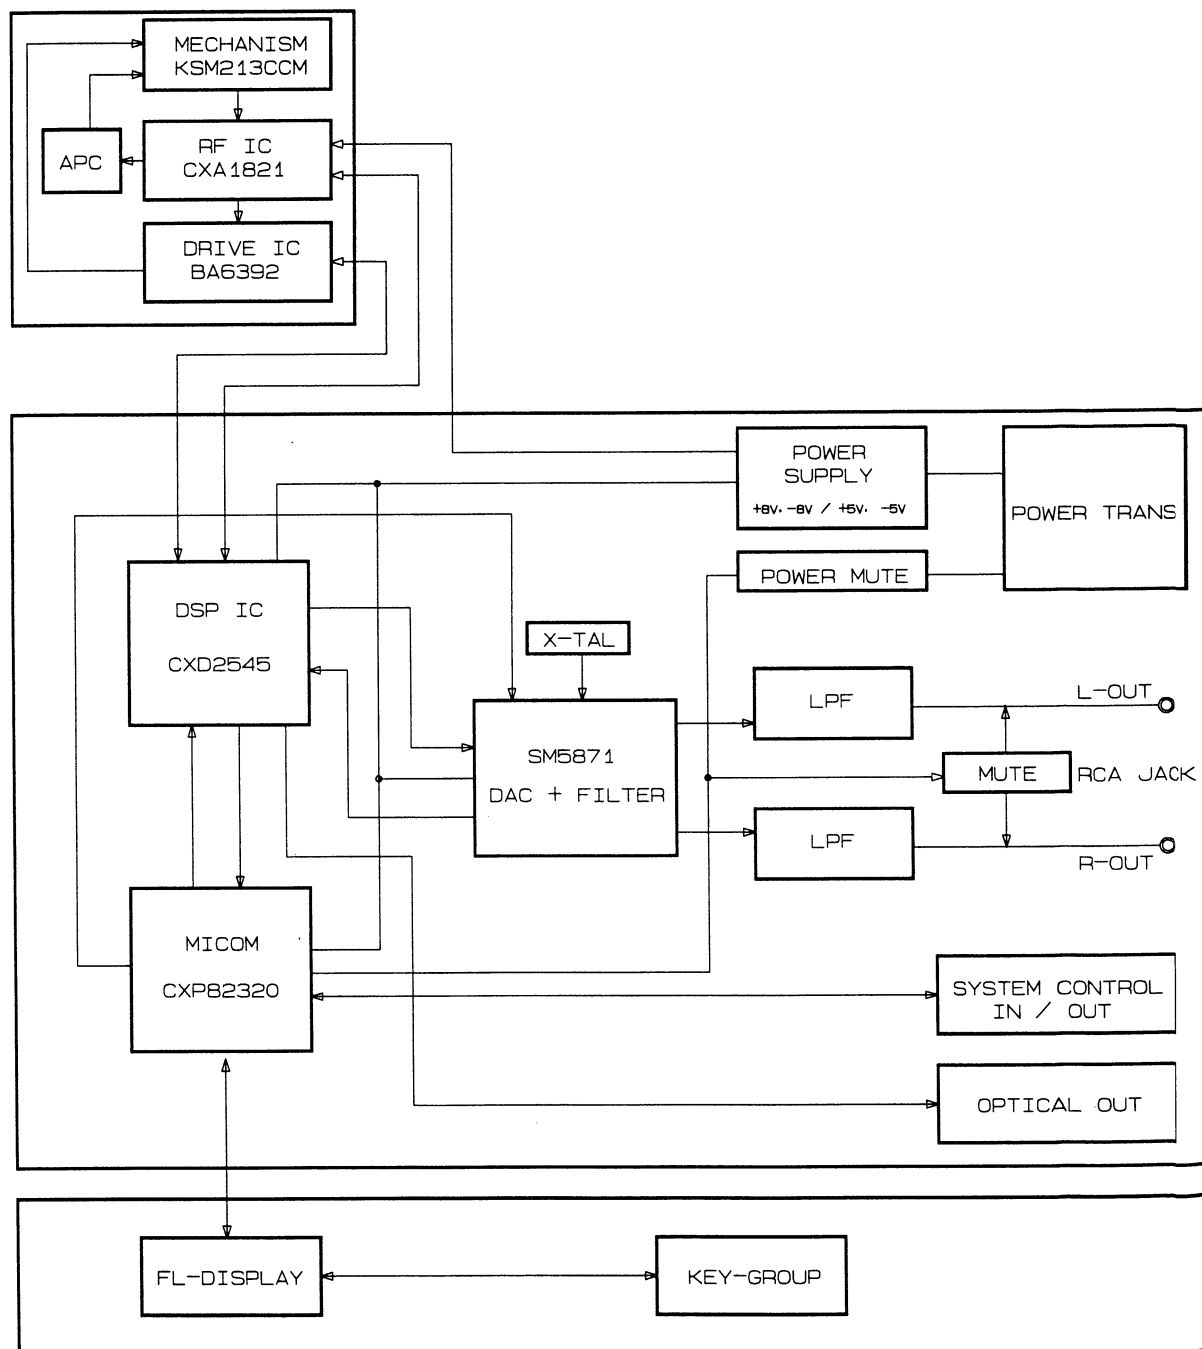 MECHANISM
KSM213CCM
RF IC
CXA1821
APC
DRIVE IC
BA6392
POWER
SUPPLY
+8V. -8V / +5V. -5V
POWER TRANS
POWER MUTE
DSP IC
CXD2545
X-TAL
LPF
L-OUT
SM5871
DAC + FILTER
MUTE
RCA JACK
LPF
R-OUT
MICOM
CXP82320
SYSTEM CONTROL
IN / OUT
OPTICAL OUT
FL-DISPLAY
KEY-GROUP